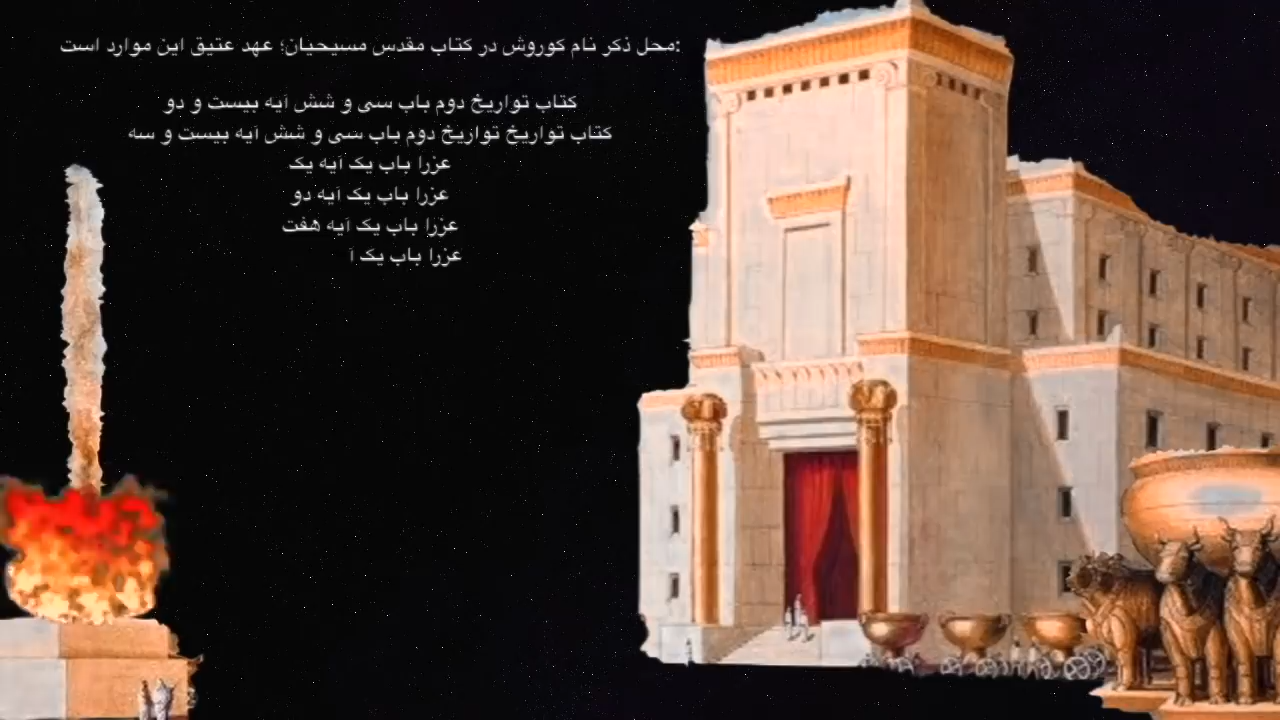 محل ذکر نام کوروش در کتاب مقدس مسیحیان؛ عهد عتیق این موارد است:
کتاب تواریخ دوم باب سی و شش آیه بیست و دو
کتاب تواریخ تواریخ دوم باب سی و شش آیه بیست و سه
عزرا باب یک آیه یک
عزرا باب یک آیه دو
عزرا باب یک آیه هفت
عزرا باب یک آ